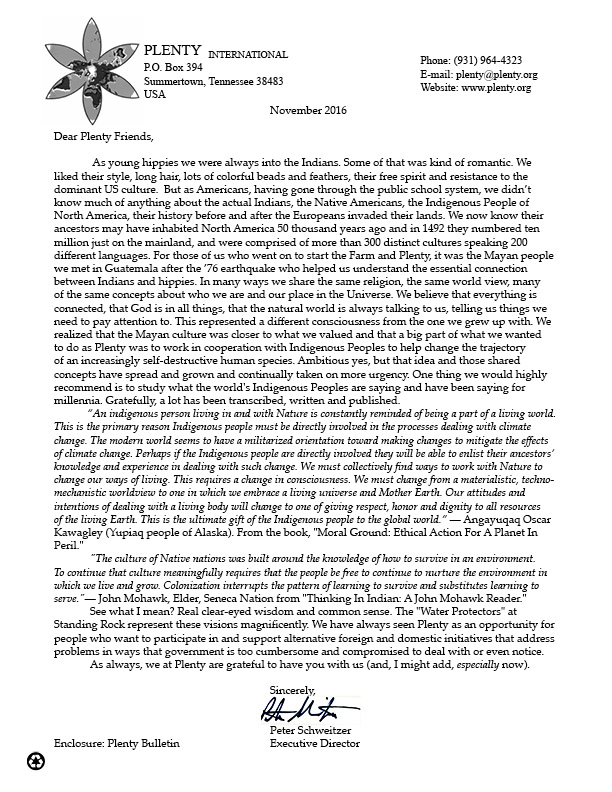 PLENTY INTERNATIONAL
P.O. Box 394
Summertown, Tennessee 38483
USA
Phone: (931) 964-4323
E-mail: plenty@plenty.org
Website: www.plenty.org
November 2016
Dear Plenty Friends,
As young hippies we were always into the Indians. Some of that was kind of romantic. We
liked their style, long hair, lots of colorful beads and feathers, their free spirit and resistance to the
dominant US culture.  But as Americans, having gone through the public school system, we didn't
know much of anything about the actual Indians, the Native Americans, the Indigenous People of
North America, their history before and after the Europeans invaded their lands. We now know their
ancestors may have inhabited North America 50 thousand years ago and in 1492 they numbered ten
million just on the mainland, and were comprised of more than 300 distinct cultures speaking 200
different languages. For those of us who went on to start the Farm and Plenty, it was the Mayan people
we met in Guatemala after the '76 earthquake who helped us understand the essential connection
between Indians and hippies. In many ways we share the same religion, the same world view, many
of the same concepts about who we are and our place in the Universe. We believe that everything is
connected, that God is in all things, that the natural world is always talking to us, telling us things we
need to pay attention to. This represented a different consciousness from the one we grew up with. We
realized that the Mayan culture was closer to what we valued and that a big part of what we wanted
to do as Plenty was to work in cooperation with Indigenous Peoples to help change the trajectory
of an increasingly self-destructive human species. Ambitious yes, but that idea and those shared
concepts have spread and grown and continually taken on more urgency. One thing we would highly
recommend is to study what the world's Indigenous Peoples are saying and have been saying for
millennia. Gratefully, a lot has been transcribed, written and published.
"An indigenous person living in and with Nature is constantly reminded of being a part of a living world.
This is the primary reason Indigenous people must be directly involved in the processes dealing with climate
change. The modern world seems to have a militarized orientation toward making changes to mitigate the effects
of climate change. Perhaps if the Indigenous people are directly involved they will be able to enlist their ancestors'
knowledge and experience in dealing with such change. We must collectively find ways to work with Nature to
change our ways of living. This requires a change in consciousness. We must change from a materialistic, techno-
mechanistic worldview to one in which we embrace a living universe and Mother Earth. Our attitudes and
intentions of dealing with a living body will change to one of giving respect, honor and dignity to all resources
of the living Earth. This is the ultimate gift of the Indigenous people to the global world." — Angayuqaq Oscar
Kawagley (Yupiaq people of Alaska). From the book, "Moral Ground: Ethical Action For A Planet In
Peril."
"The culture of Native nations was built around the knowledge of how to survive in an environment.
To continue that culture meaningfully requires that the people be free to continue to nurture the environment in
which we live and grow. Colonization interrupts the pattern of learning to survive and substitutes learning to
serve."— John Mohawk, Elder, Seneca Nation from "Thinking In Indian: A John Mohawk Reader."
See what I mean? Real clear-eyed wisdom and common sense. The "Water Protectors" at
Standing Rock represent these visions magnificently. We have always seen Plenty as an opportunity for
people who want to participate in and support alternative foreign and domestic initiatives that address
problems in ways that government is too cumbersome and compromised to deal with or even notice.
As always, we at Plenty are grateful to have you with us (and, I might add, especially now).
Sincerely,
Peter Schweitzer
Executive Director
Enclosure: Plenty Bulletin